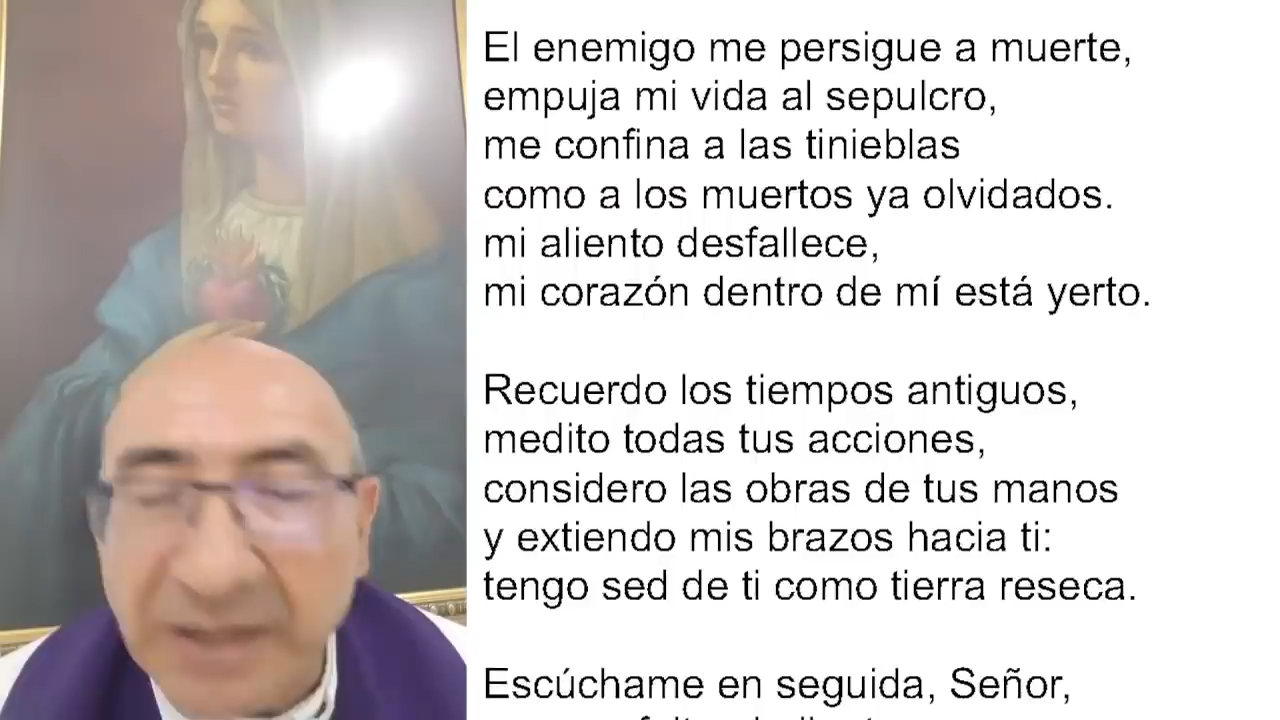 El enemigo me persigue a muerte,
empuja mi vida al sepulcro,
me confina a las tinieblas
como a los muertos ya olvidados.
mi aliento desfallece,
mi corazón dentro de mí está yerto.
Recuerdo los tiempos antiguos,
medito todas tus acciones,
considero las obras de tus manos
y extiendo mis brazos hacia ti:
tengo sed de ti como tierra reseca.
Escúchame en seguida, Señor,